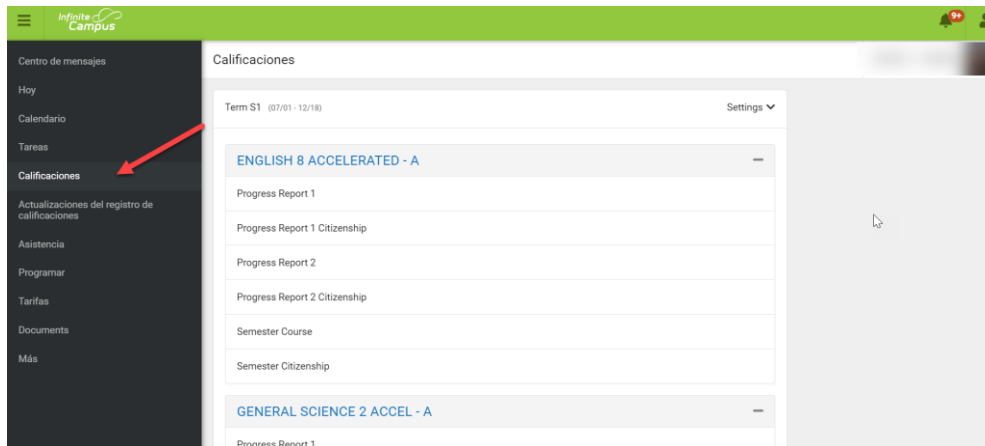 Infinite
Campus
9+
Centro de mensajes
Hoy
Calendario
Tareas
Calificaciones
Actualizaciones del registro de
calificaciones
Asistencia
Programar
Tarifas
Documents
Más
Calificaciones
Term S1 (07/01 - 12/18)
Settings
ENGLISH 8 ACCELERATED - A
Progress Report 1
Progress Report 1 Citizenship
Progress Report 2
Progress Report 2 Citizenship
Semester Course
Semester Citizenship
GENERAL SCIENCE 2 ACCEL - A
Progress Report 1